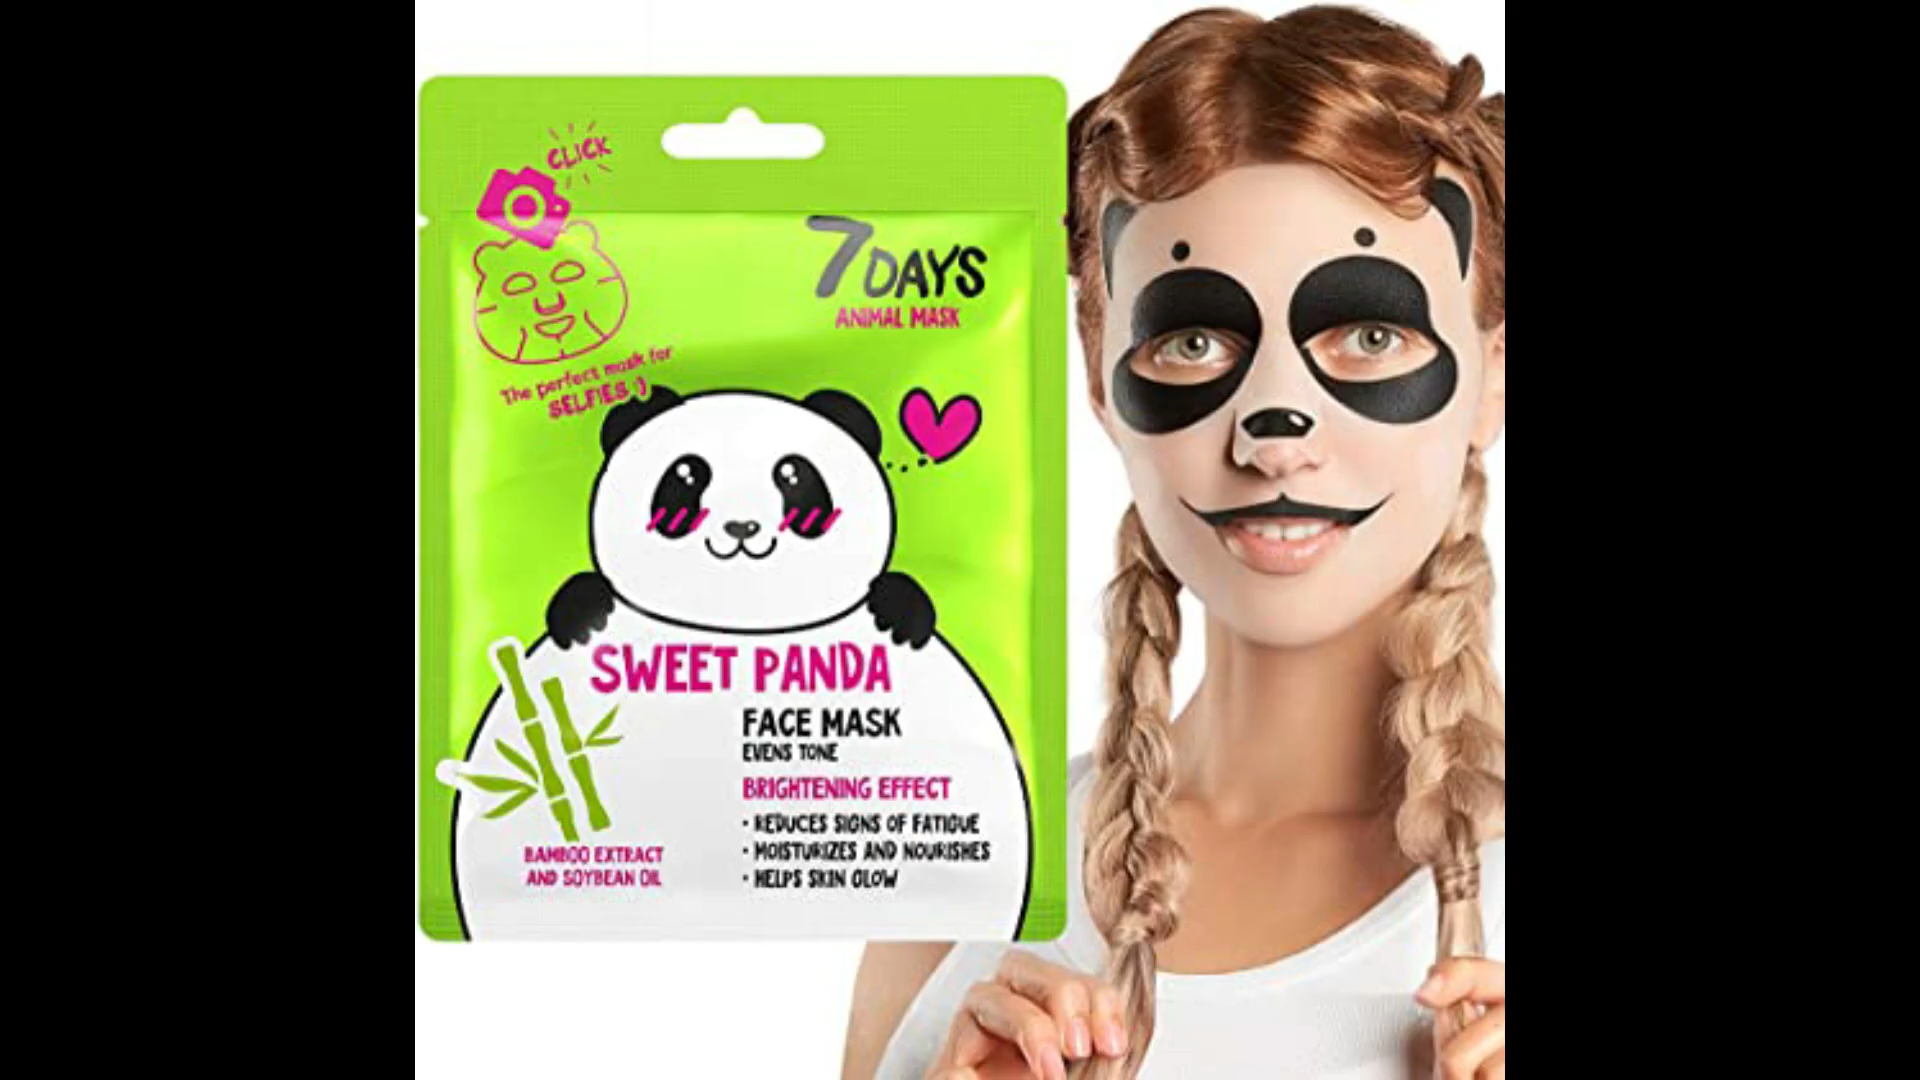 CLICK
7DAYS
ANIMAL MASK
The perfect mask for
SELFIES :)
SWEET PANDA
FACE MASK
EVENS TONE
BRIGHTENING EFFECT
• REDUCES SIGNS OF FATIGUE
• MOISTURIZES AND NOURISHES
• HELPS SKIN GLOW
BAMBOO EXTRACT
AND SOYBEAN OIL